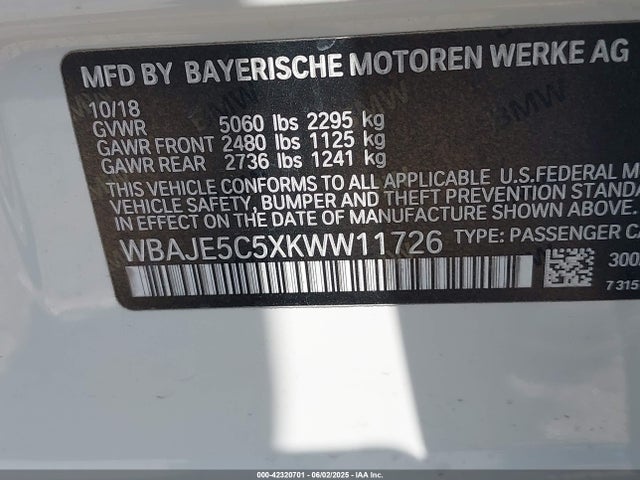 MFD BY BAYERISCHE MOTOREN WERKE AG
10/18
GVWR 5060 lbs 2295 kg
GAWR FRONT 2480 lbs 1125 kg
GAWR REAR 2736 lbs 1241 kg
THIS VEHICLE CONFORMS TO ALL APPLICABLE U.S.FEDERAL M
VEHICLE SAFETY, BUMPER AND THEFT PREVENTION STANDA
IN EFFECT ON THE DATE OF MANUFACTURE SHOWN ABOVE.
WBAJE5C5XKWW11726 TYPE: PASSENGER CA
300
7315
000-42320701 - 06/02/2025 - IAA Inc.